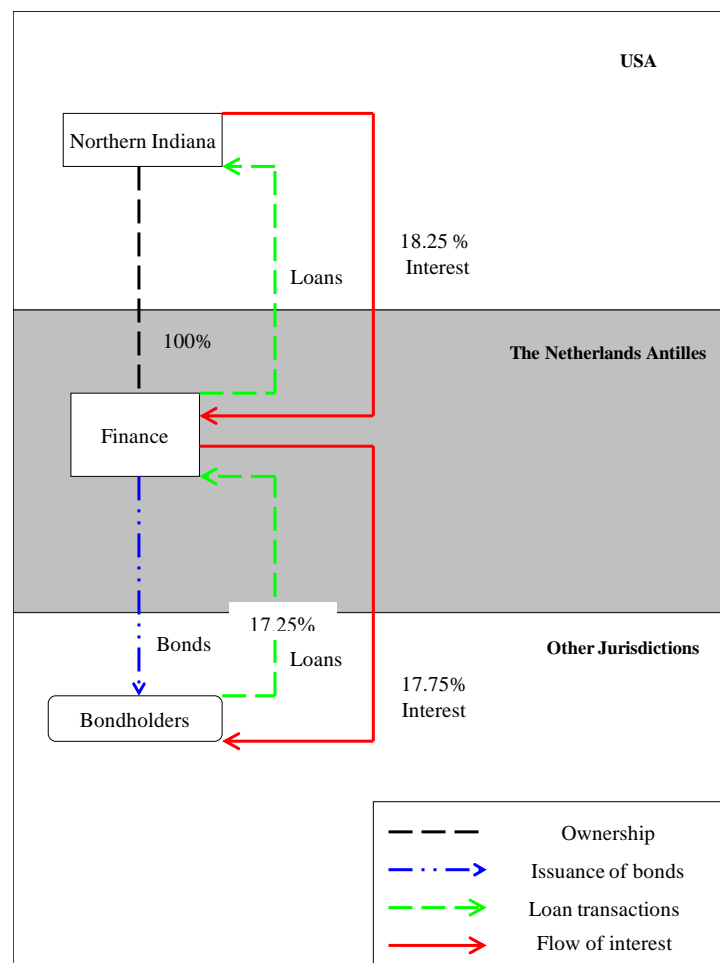 USA
Northern Indiana
18.25 %
Interest
Loans
100%
The Netherlands Antilles
Finance
17.25%
Bonds
Loans
Other Jurisdictions
17.75%
Interest
Bondholders
Ownership
Issuance of bonds
Loan transactions
Flow of interest